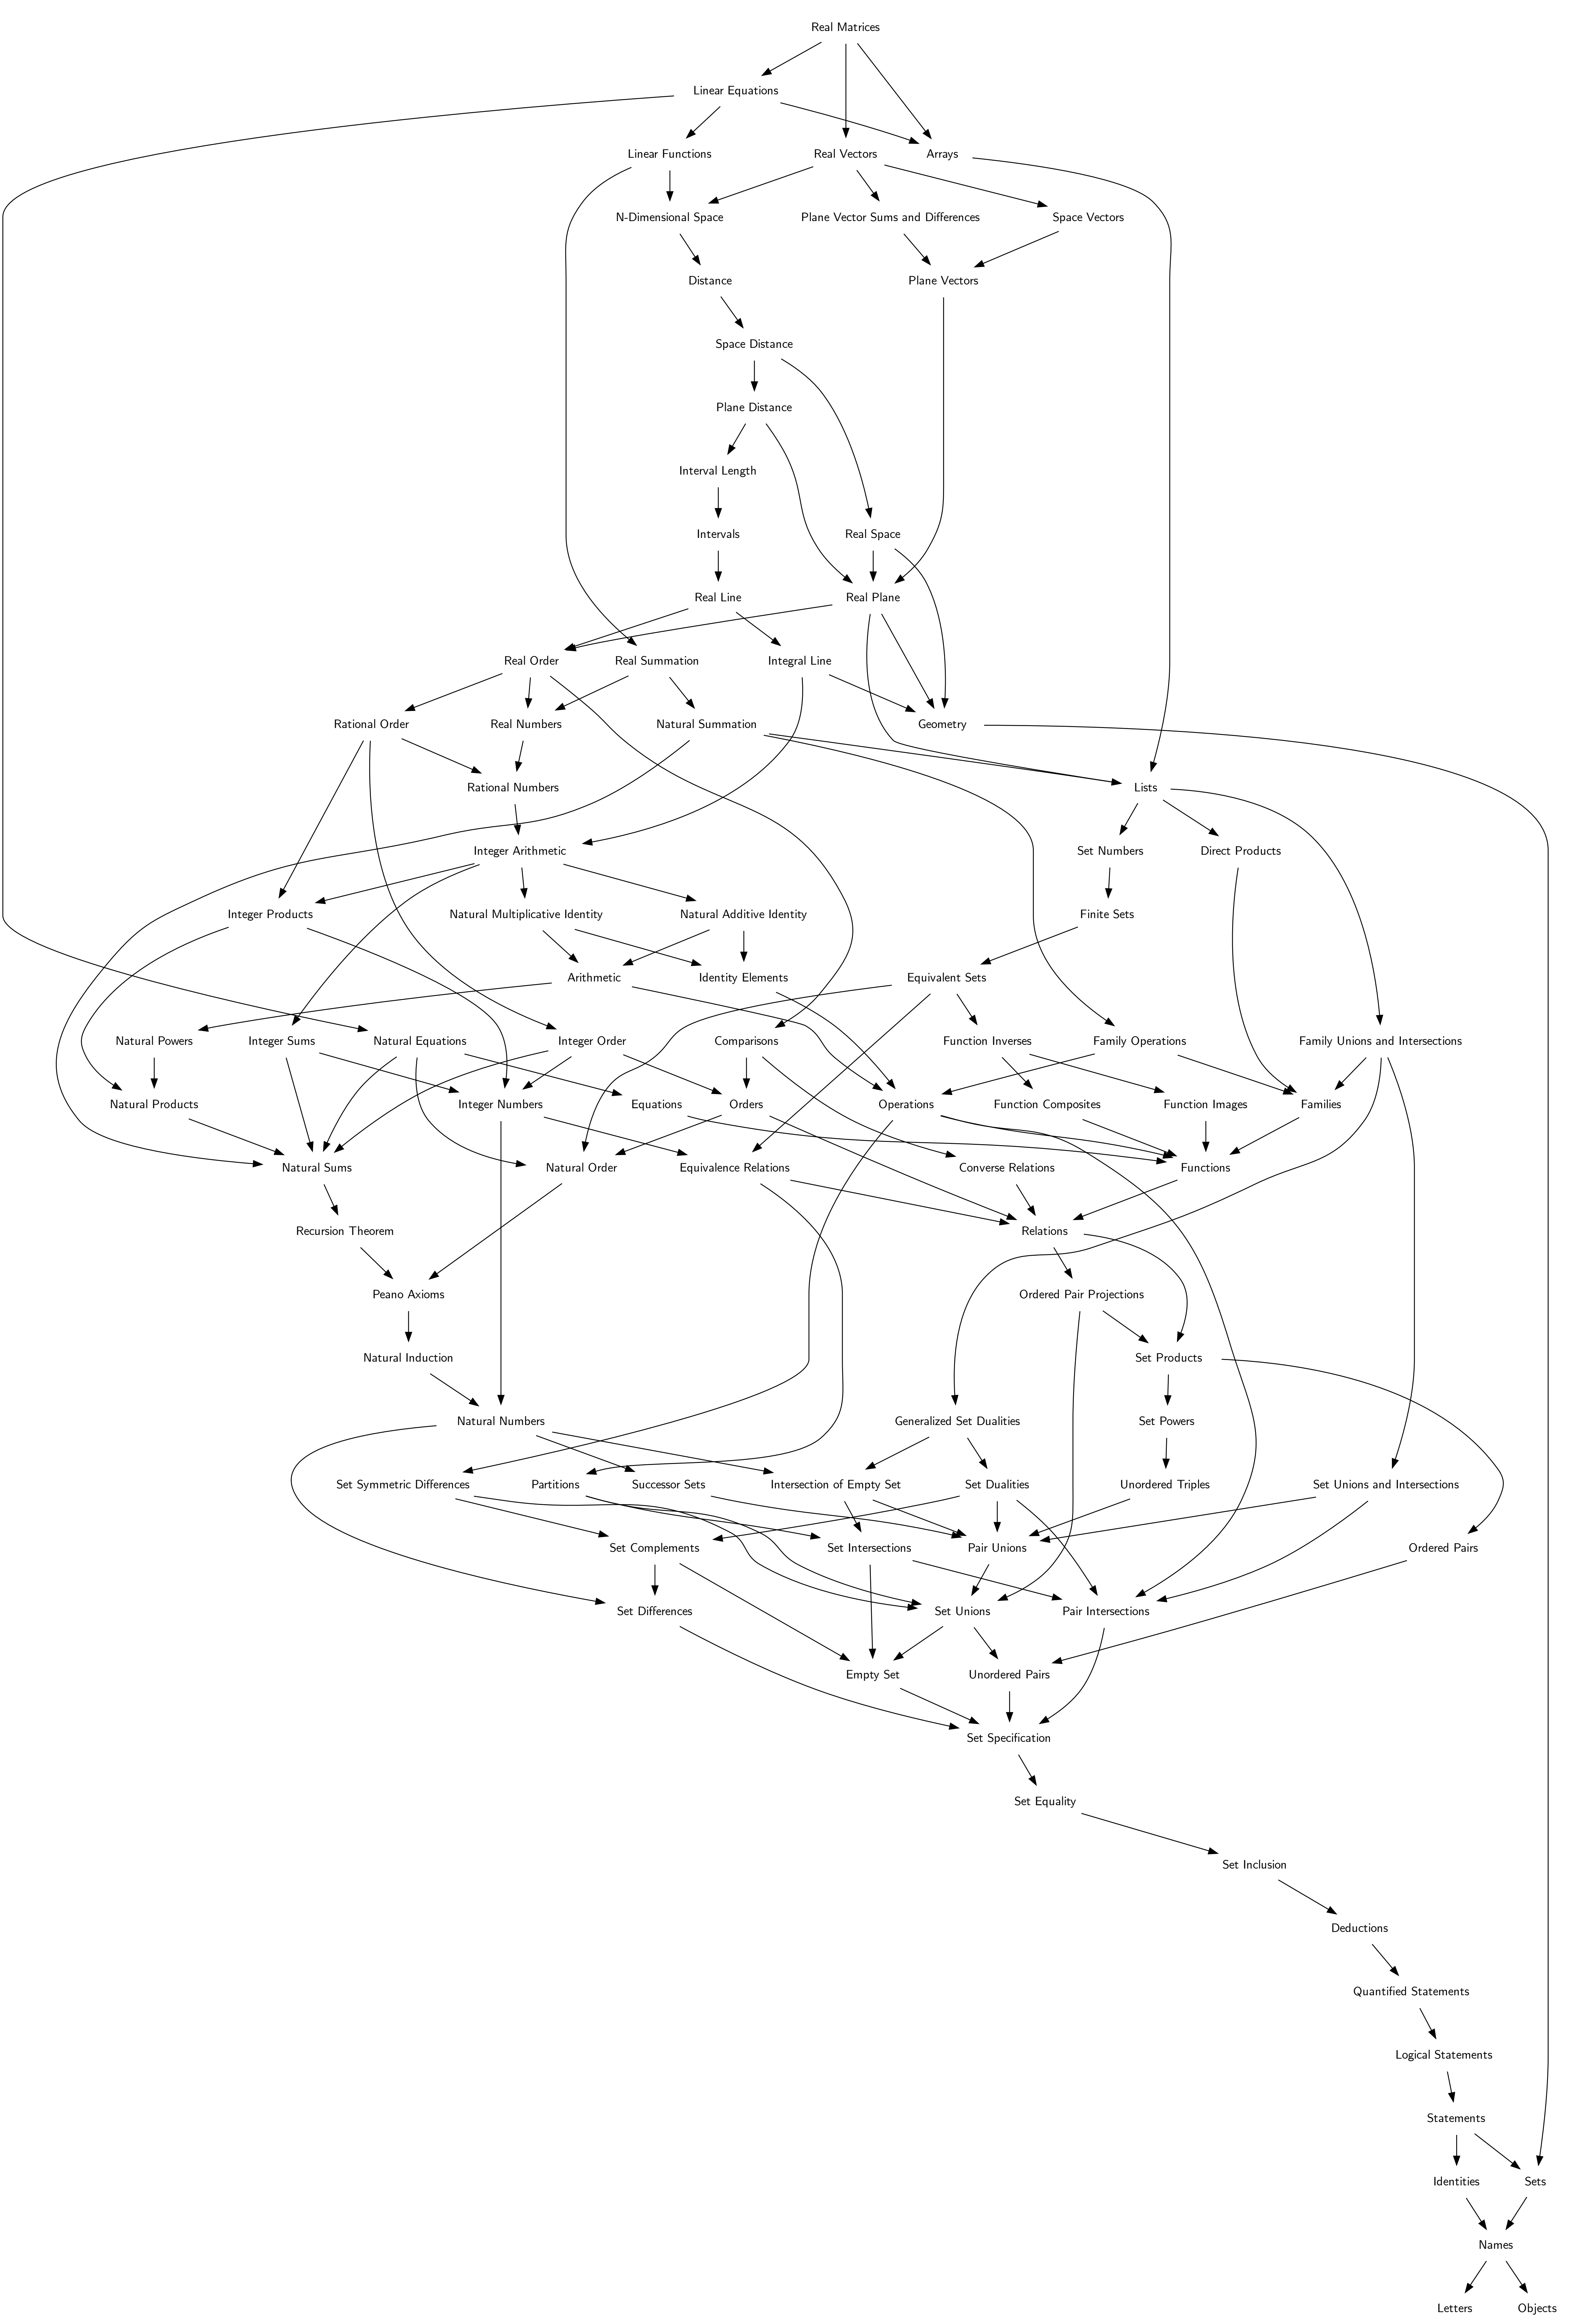 Real Matrices
Linear Equations
Linear Functions
Real Vectors
Arrays
N-Dimensional Space
Plane Vector Sums and Differences
Space Vectors
Distance
Plane Vectors
Space Distance
Plane Distance
Interval Length
Intervals
Real Space
Real Line
Real Plane
Real Order
Real Summation
Integral Line
Rational Order
Real Numbers
Natural Summation
Geometry
Rational Numbers
Lists
Integer Arithmetic
Set Numbers
Direct Products
Integer Products
Natural Multiplicative Identity
Natural Additive Identity
Finite Sets
Arithmetic
Identity Elements
Equivalent Sets
Natural Powers
Integer Sums
Natural Equations
Integer Order
Comparisons
Function Inverses
Family Operations
Family Unions and Intersections
Natural Products
Integer Numbers
Equations
Orders
Operations
Function Composites
Function Images
Families
Natural Sums
Natural Order
Equivalence Relations
Converse Relations
Functions
Recursion Theorem
Relations
Peano Axioms
Ordered Pair Projections
Natural Induction
Set Products
Natural Numbers
Generalized Set Dualities
Set Powers
Set Symmetric Differences
Partitions
Successor Sets
Intersection of Empty Set
Set Dualities
Unordered Triples
Set Unions and Intersections
Set Complements
Set Intersections
Pair Unions
Ordered Pairs
Set Differences
Set Unions
Pair Intersections
Empty Set
Unordered Pairs
Set Specification
Set Equality
Set Inclusion
Deductions
Quantified Statements
Logical Statements
Statements
Identities
Sets
Names
Letters
Objects